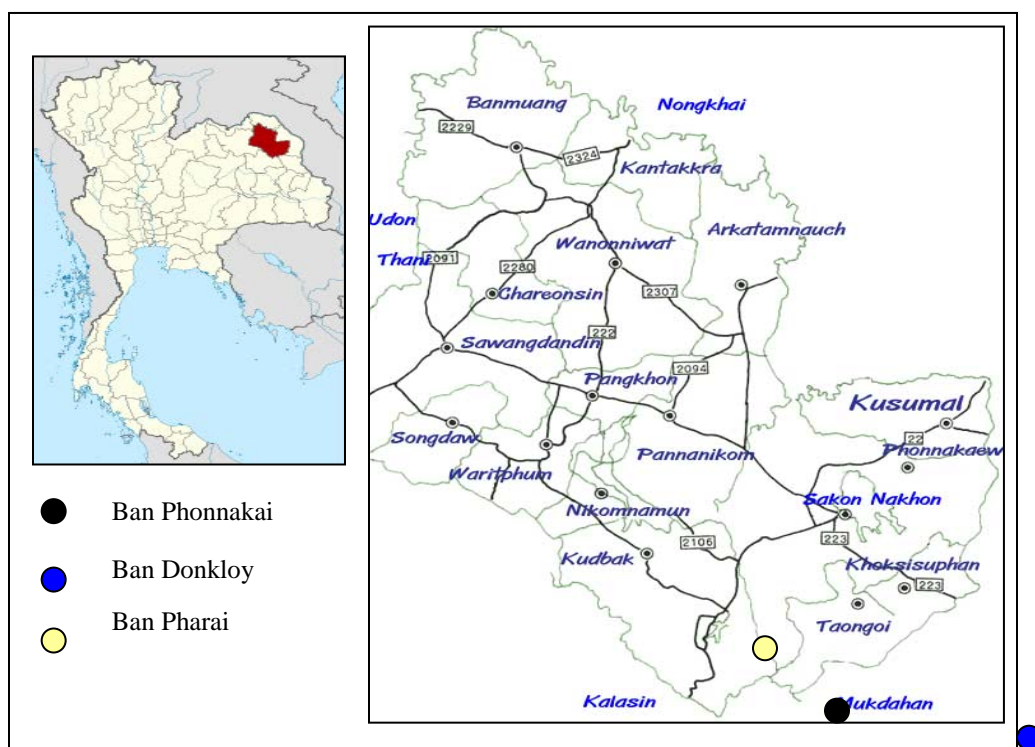 Banmuang
Nongkhai
2229
2324
Kantakkra
Udon
Wanonniwat
Arkatamnauch
Thani
2091
2280
Chareonsin
2307
222
Sawangdandin
2094
Pangkhon
Kusumal
Songdaw
22
Pannanikom
Phonnakaew
Waritphum
Sakon Nakhon
Nikomnamun
2106
223
Kudbak
Khoksisuphan
223
Taongoi
Kalasin
Mukdahan
Ban Phonnakai
Ban Donkloy
Ban Pharai